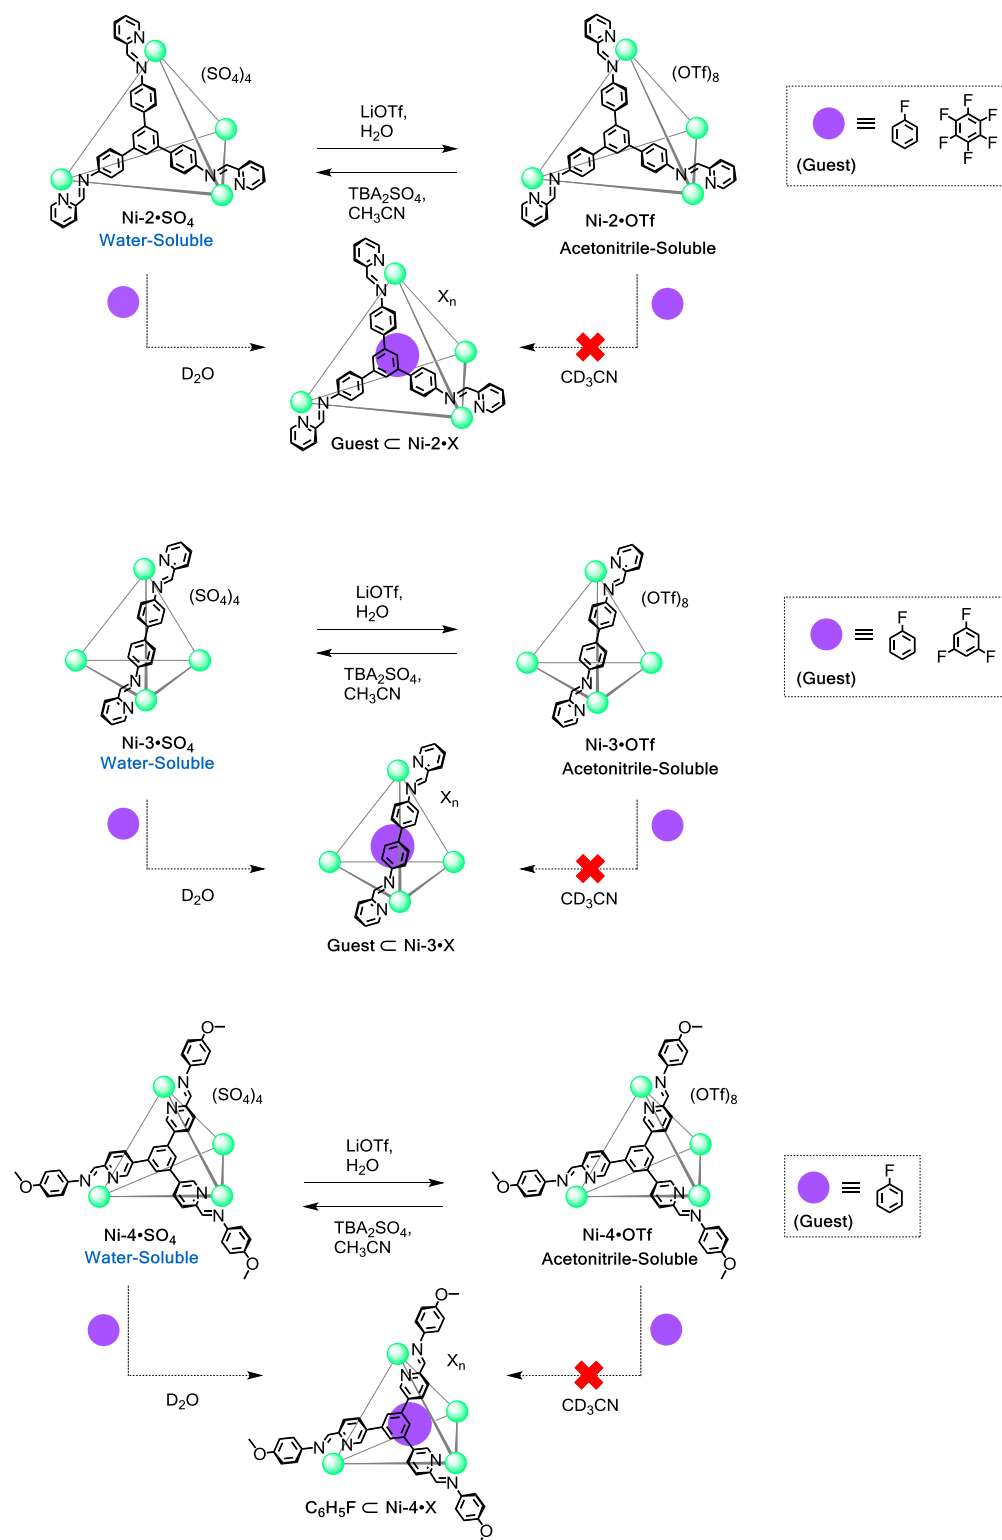 (SO4)4
LiOTf,
H2O
TBA2SO4,
CH3CN
(OTf)8
F
F
F
F
F
F
F
(Guest)
N
N
N
N
N
N
N
N
N
N
N
N
Ni-2•SO4
Water-Soluble
Ni-2•OTf
Acetonitrile-Soluble
Xn
D2O
CD3CN
N
N
N
N
N
N
Guest ⊂ Ni-2•X
(SO4)4
LiOTf,
H2O
TBA2SO4,
CH3CN
(OTf)8
F
F
F
F
(Guest)
N
N
N
N
N
N
N
N
Ni-3•SO4
Water-Soluble
Ni-3•OTf
Acetonitrile-Soluble
Xn
D2O
CD3CN
N
N
N
N
Guest ⊂ Ni-3•X
O
O
(SO4)4
LiOTf,
H2O
TBA2SO4,
CH3CN
(OTf)8
F
(Guest)
N
N
N
N
N
N
N
N
N
N
N
N
O
O
O
O
Ni-4•SO4
Water-Soluble
Ni-4•OTf
Acetonitrile-Soluble
O
Xn
D2O
CD3CN
N
N
N
N
N
N
O
O
C6H5F ⊂ Ni-4•X